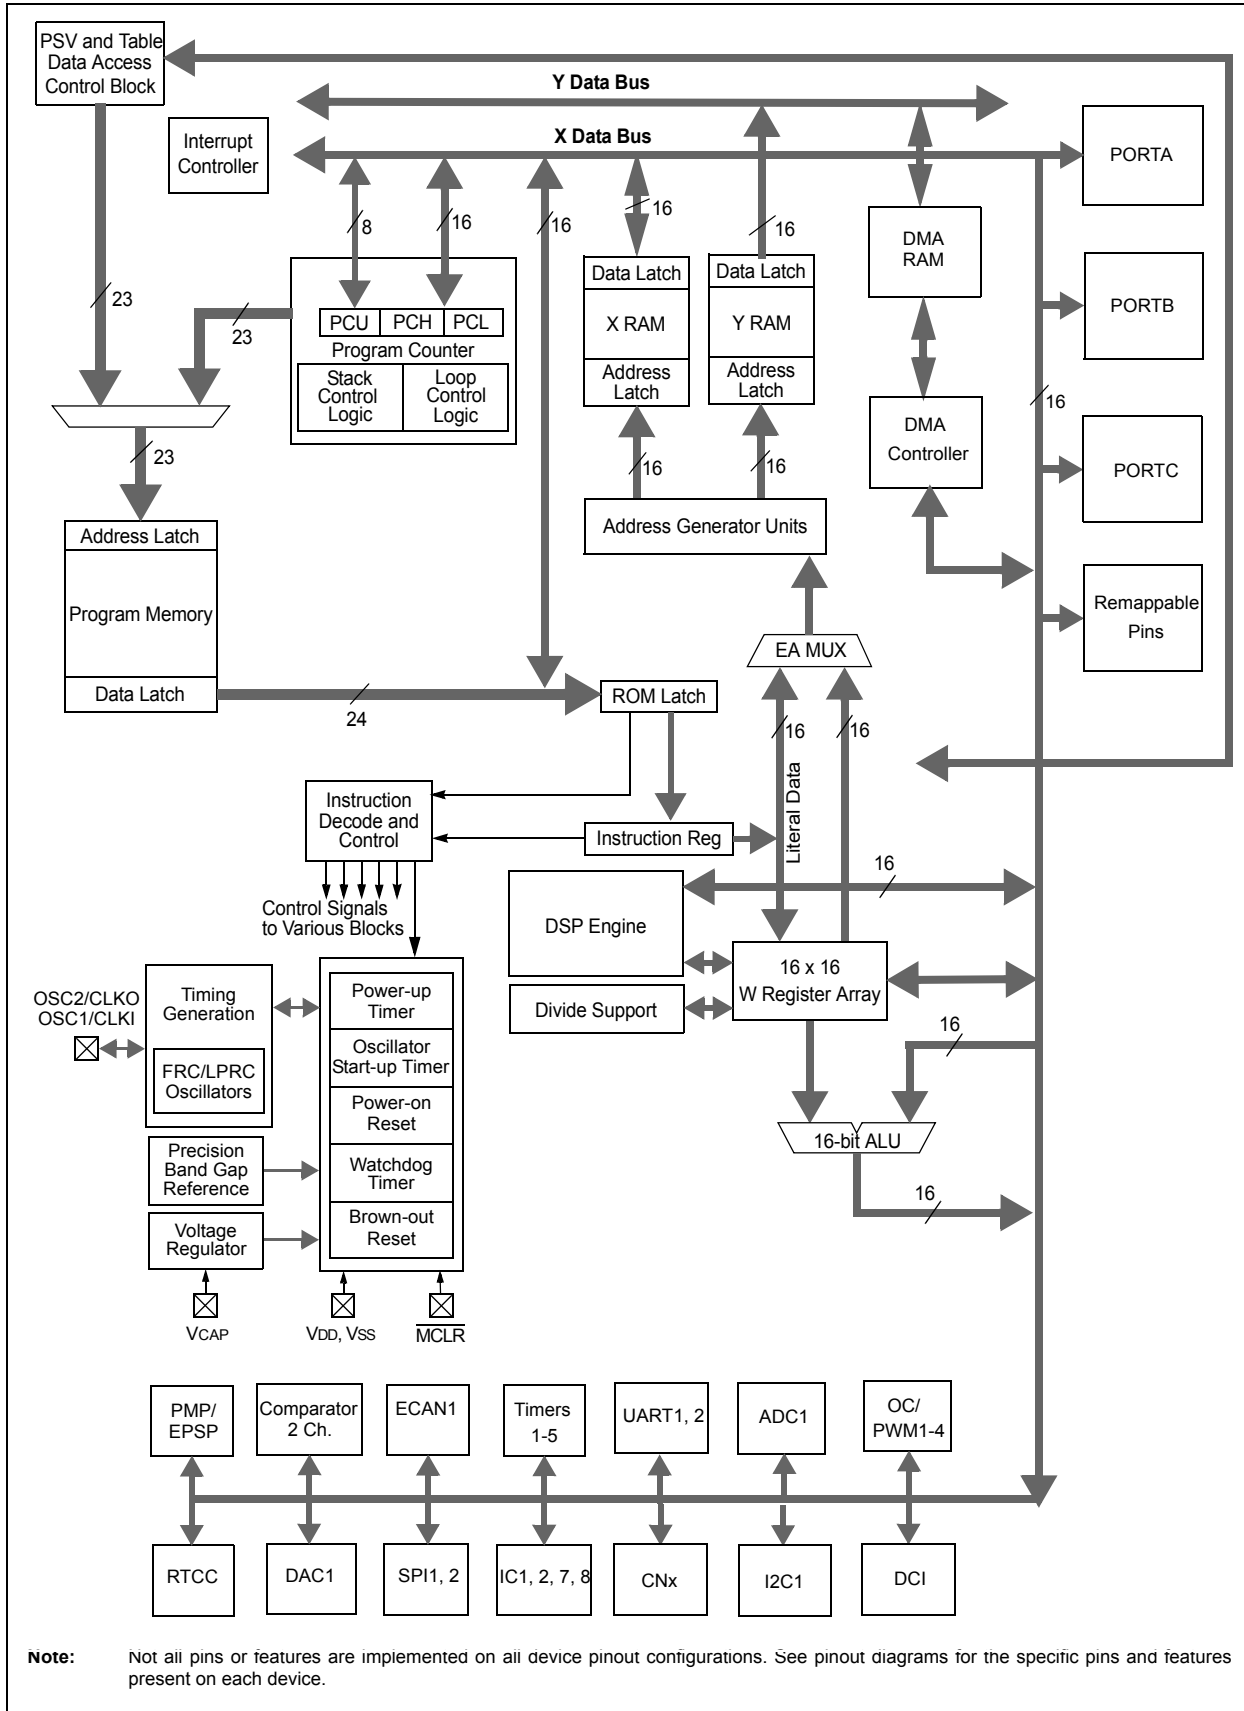 PSV and Table
Data Access
Control Block
Y Data Bus
Interrupt
Controller
X Data Bus
PORTA
8
16
16
16
16
DMA
RAM
23
23
Data Latch
Data Latch
PORTB
PCU
PCH
PCL
X RAM
Y RAM
Program Counter
Stack
Control
Logic
Loop
Control
Logic
Address
Latch
Address
Latch
16
DMA
Controller
23
16
16
PORTC
Address Latch
Address Generator Units
Program Memory
Remappable
Pins
EA MUX
Data Latch
24
ROM Latch
16
16
Literal Data
Instruction
Decode and
Control
Instruction Reg
16
Control Signals
to Various Blocks
DSP Engine
16 x 16
W Register Array
Divide Support
OSC2/CLKO
OSC1/CLKI
Timing
Generation
Power-up
Timer
16
FRC/LPRC
Oscillators
Oscillator
Start-up Timer
Power-on
Reset
16-bit ALU
Precision
Band Gap
Reference
Watchdog
Timer
16
Voltage
Regulator
Brown-out
Reset
VCAP
VDD, VSS
MCLR
PMP/
EPSP
Comparator
2 Ch.
ECAN1
Timers
1-5
UART1, 2
ADC1
OC/
PWM1-4
RTCC
DAC1
SPI1, 2
IC1, 2, 7, 8
CNx
I2C1
DCI
Note: Not all pins or features are implemented on all device pinout configurations. See pinout diagrams for the specific pins and features
present on each device.